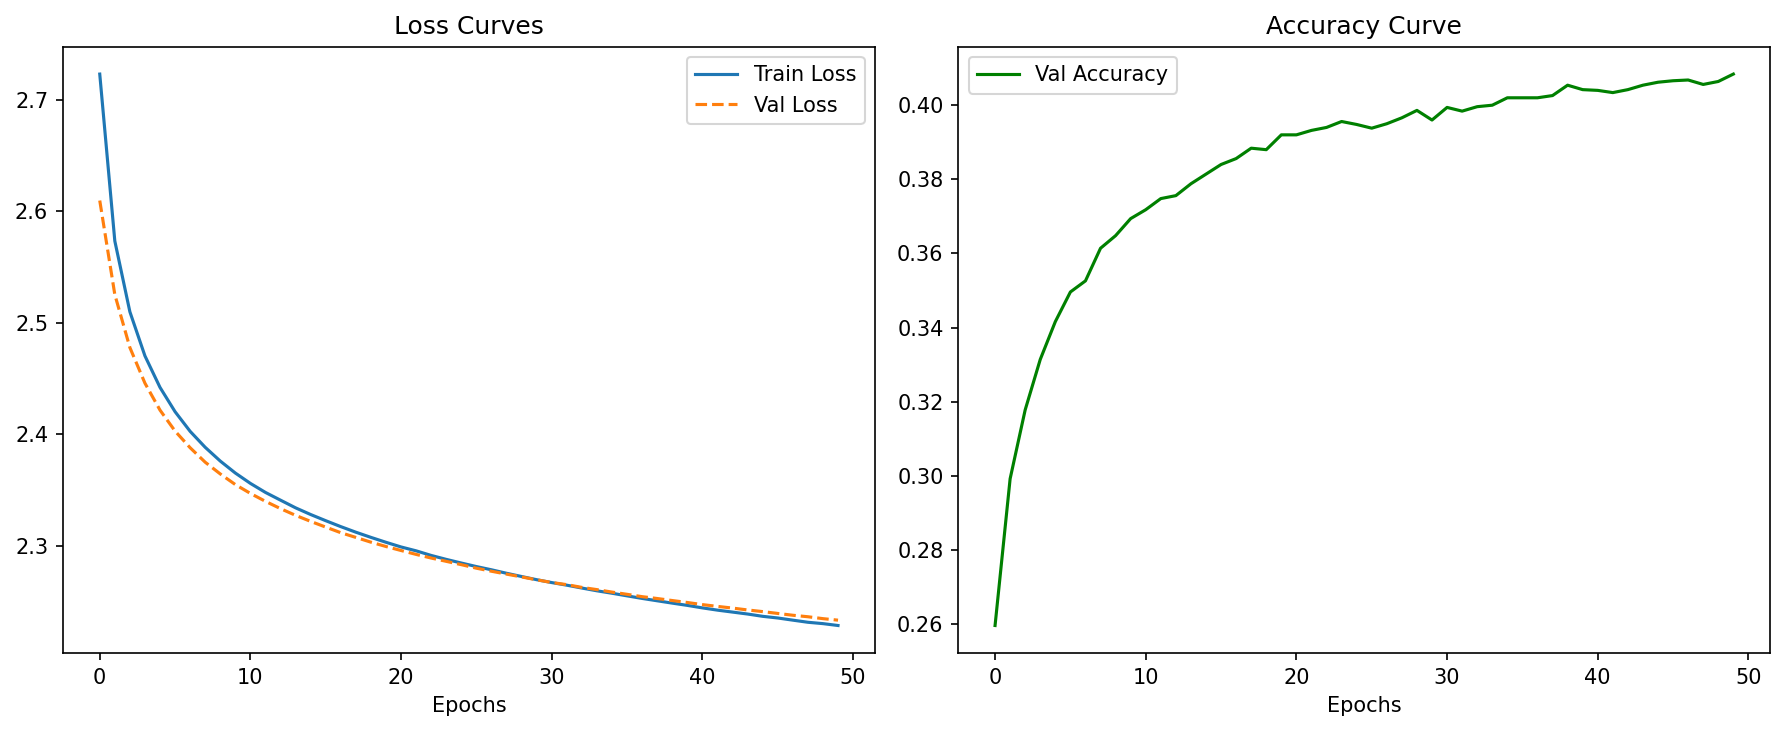 Loss Curves
Train Loss
Val Loss
2.7
2.6
2.5
2.4
2.3
0 10 20 30 40 50
Epochs
Accuracy Curve
Val Accuracy
0.40
0.38
0.36
0.34
0.32
0.30
0.28
0.26
0 10 20 30 40 50
Epochs